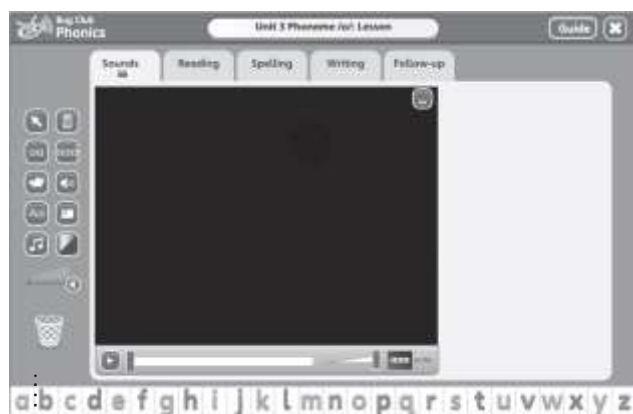 Bug Club
Phonics
Unit 3 Phoneme /o/: Lesson
Guide
Sounds
Reading
Spelling
Writing
Follow-up
a b c d e f g h i j k l m n o p q r s t u v w x y z